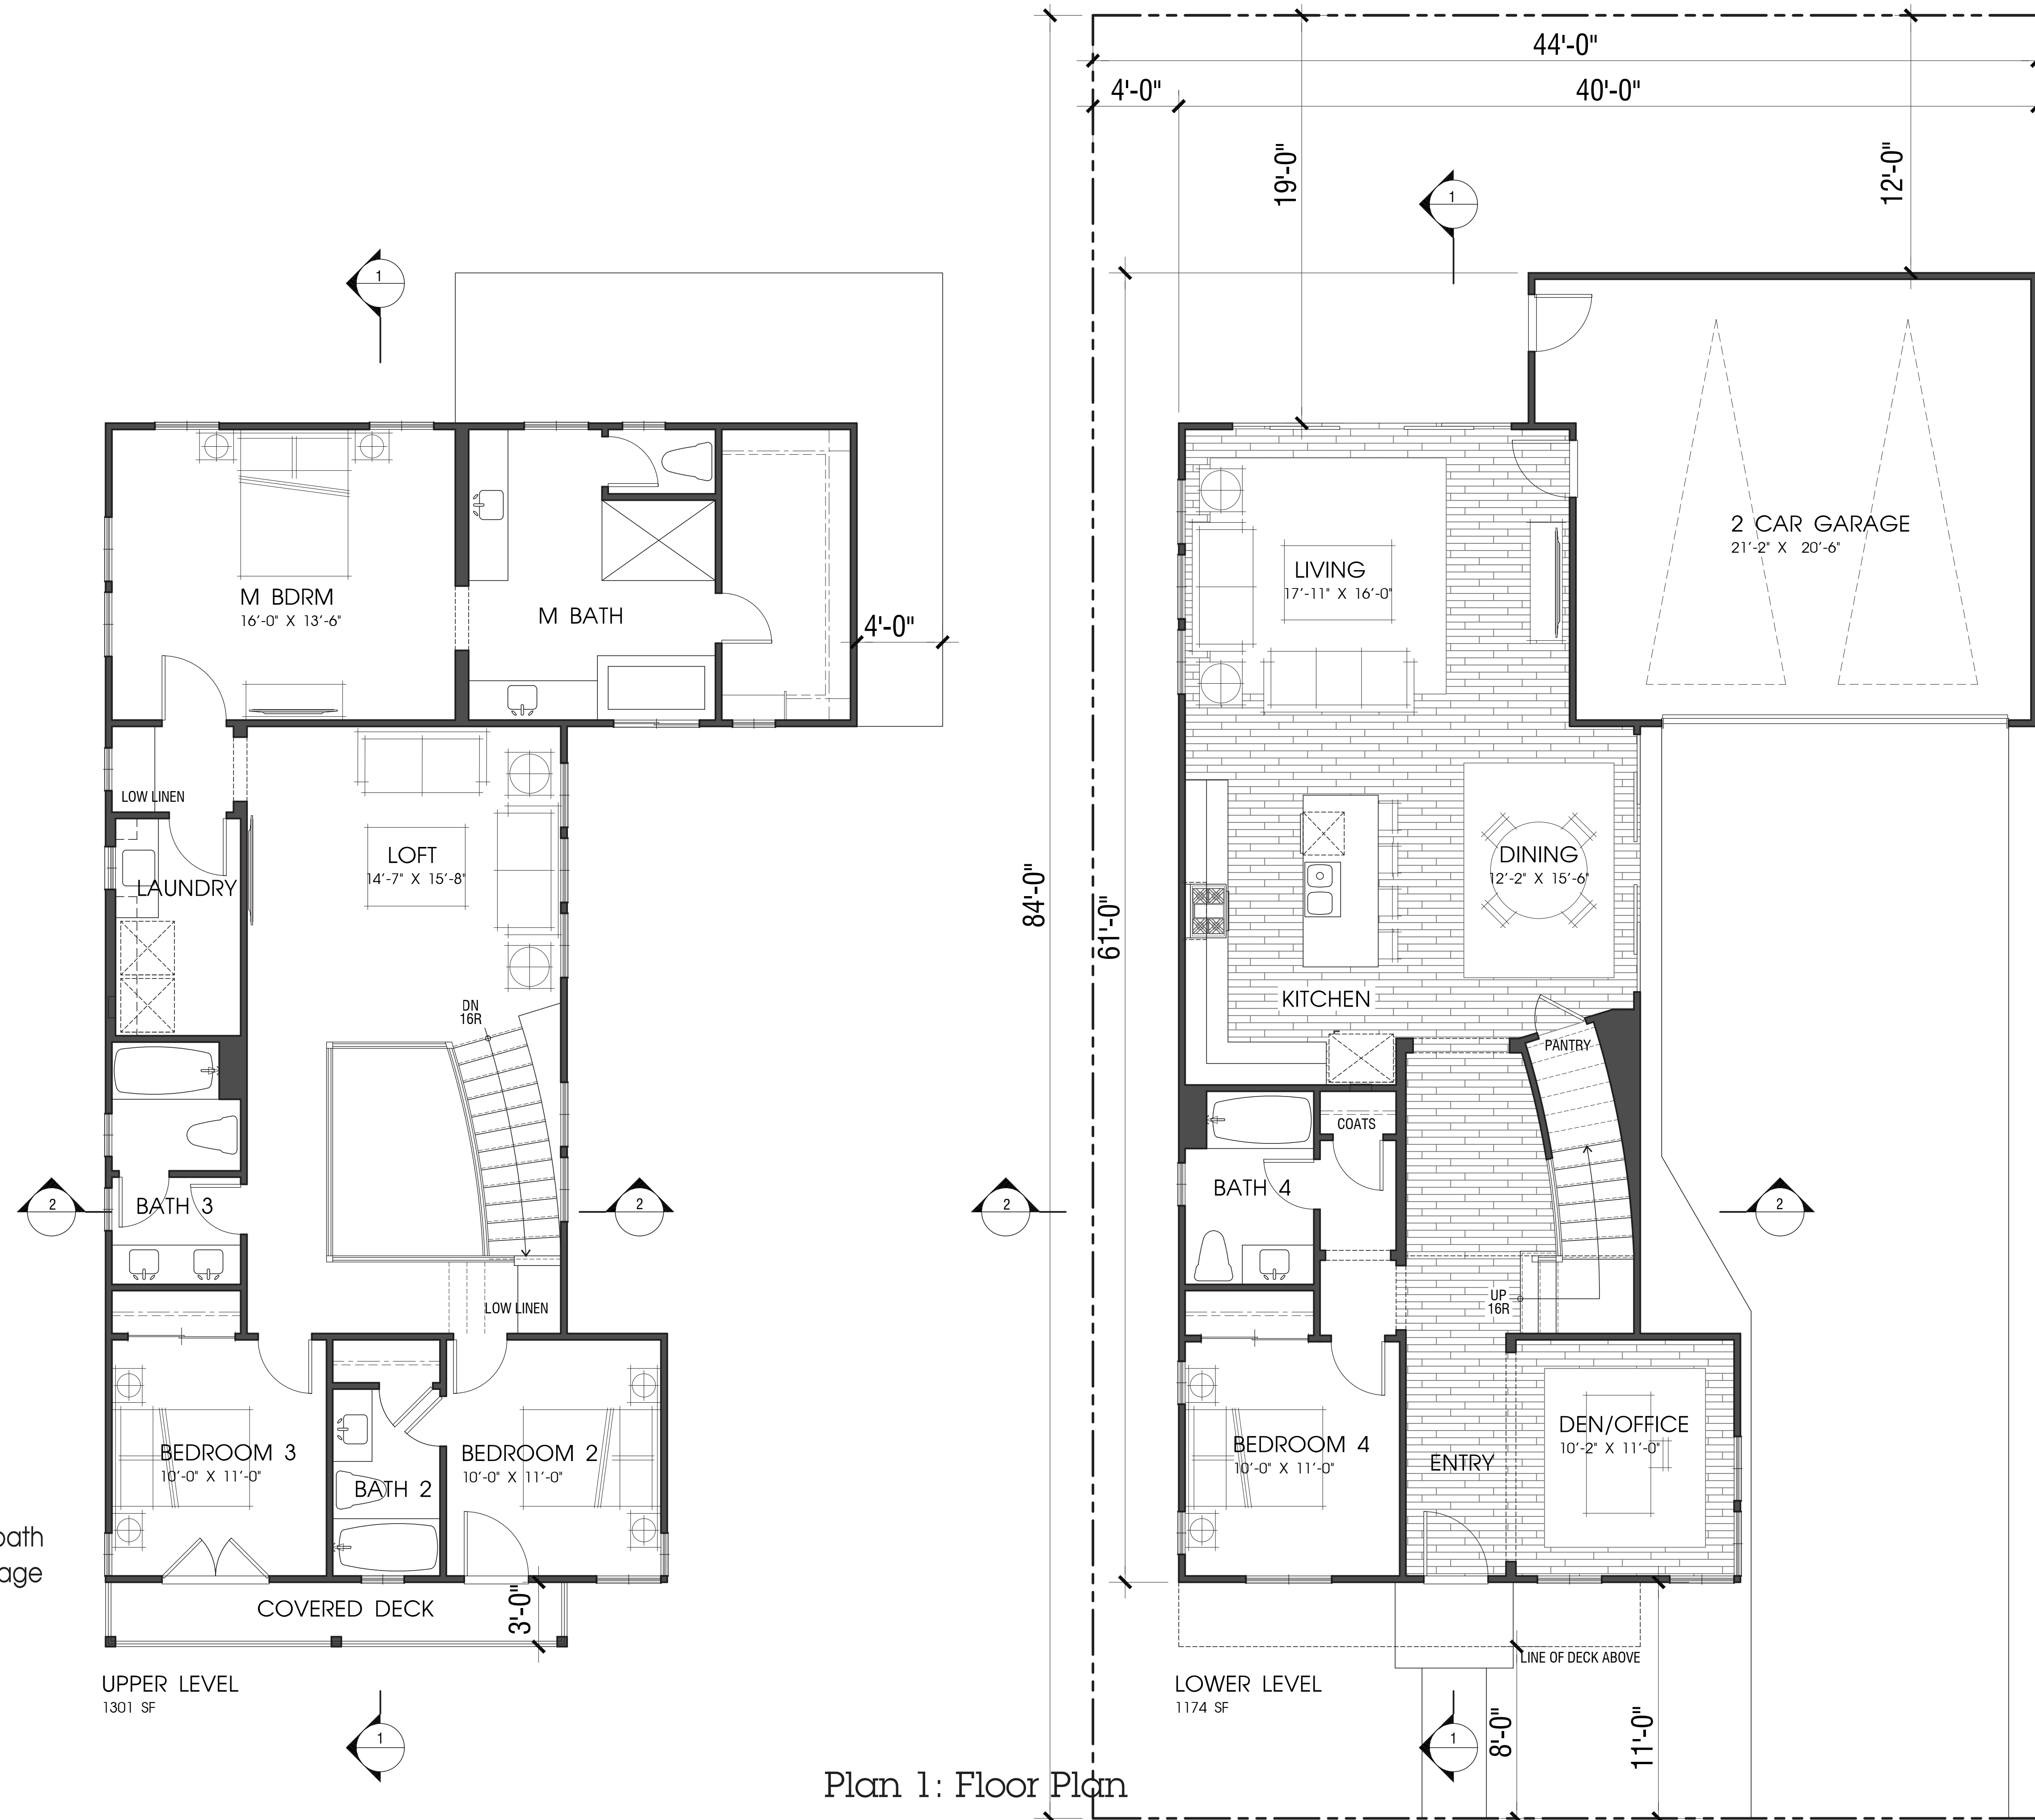 44'-0"
4'-0"
40'-0"
19'-0"
12'-0"
1
1
2 CAR GARAGE
21'-2" X 20'-6"
LIVING
17'-11" X 16'-0"
M BDRM
16'-0" X 13'-6"
M BATH
4'-0"
LOW LINEN
LOFT
14'-7" X 15'-8"
LAUNDRY
DINING
12'-2" X 15'-6"
84'-0"
61'-0"
KITCHEN
DN
16R
PANTRY
COATS
BATH 4
BATH 3
2
2
2
2
LOW LINEN
UP
16R
BEDROOM 3
10'-0" X 11'-0"
BATH 2
BEDROOM 2
10'-0" X 11'-0"
BEDROOM 4
10'-0" X 11'-0"
ENTRY
DEN/OFFICE
10'-2" X 11'-0"
COVERED DECK
3'-0"
LINE OF DECK ABOVE
UPPER LEVEL
1301 SF
LOWER LEVEL
1174 SF
1
1
8'-0"
11'-0"
Plan 1: Floor Plan